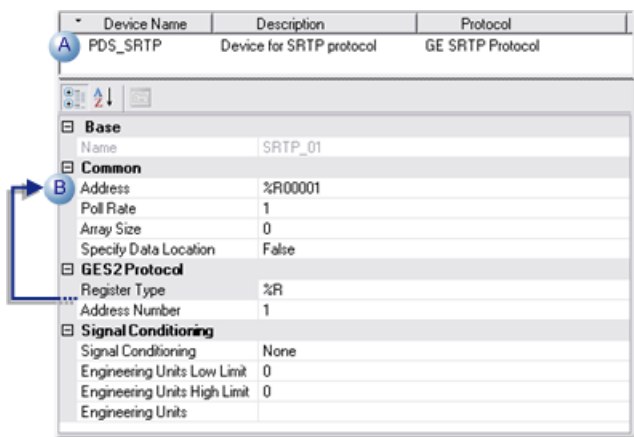 Device Name Description Protocol
A PDS_SRTP Device for SRTP protocol GE SRTP Protocol
A Z
Base
Name SRTP_01
Common
B Address %R00001
Poll Rate 1
Array Size 0
Specify Data Location False
GES2 Protocol
Register Type %R
Address Number 1
Signal Conditioning
Signal Conditioning None
Engineering Units Low Limit 0
Engineering Units High Limit 0
Engineering Units